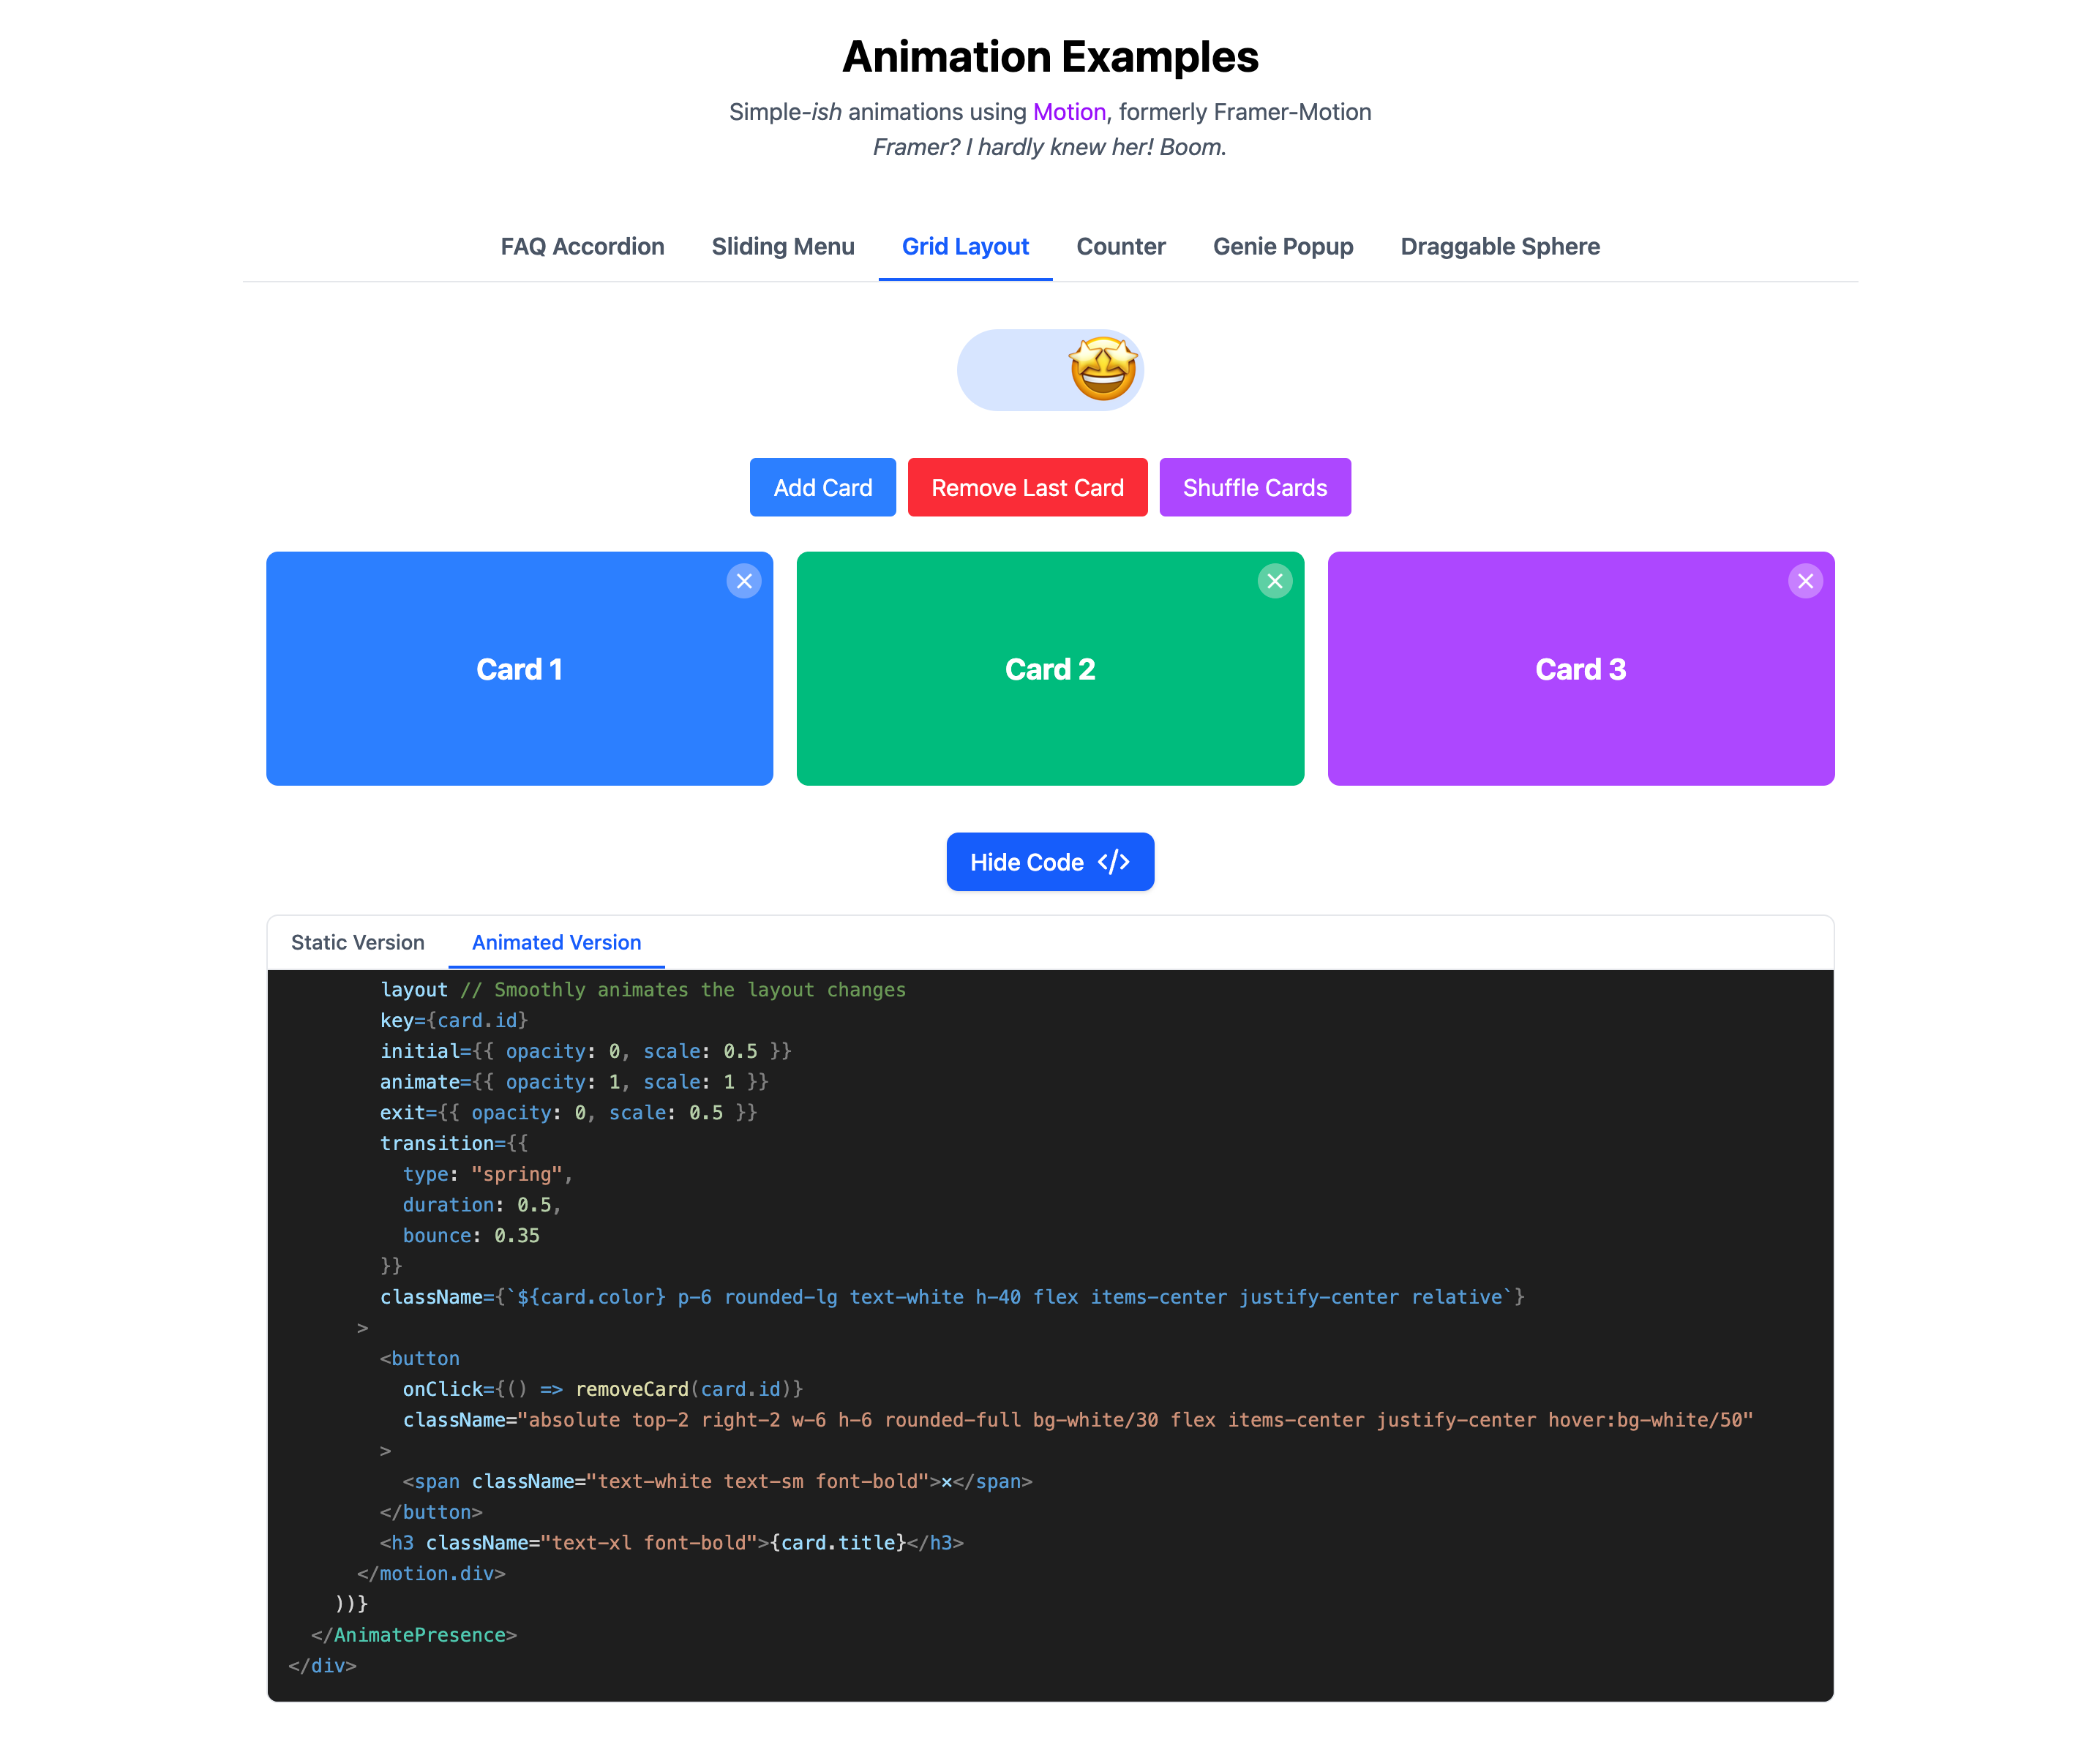 Animation Examples
Simple-ish animations using Motion, formerly Framer-Motion
Framer? I hardly knew her! Boom.
FAQ Accordion Sliding Menu Grid Layout Counter Genie Popup Draggable Sphere
Add Card Remove Last Card Shuffle Cards
Card 1 Card 2 Card 3
Hide Code </>
Static Version Animated Version
        layout // Smoothly animates the layout changes
        key={card.id}
        initial={{ opacity: 0, scale: 0.5 }}
        animate={{ opacity: 1, scale: 1 }}
        exit={{ opacity: 0, scale: 0.5 }}
        transition={{
          type: "spring",
          duration: 0.5,
          bounce: 0.35
        }}
        className={`${card.color} p-6 rounded-lg text-white h-40 flex items-center justify-center relative`}
      >
        <button
          onClick={() => removeCard(card.id)}
          className="absolute top-2 right-2 w-6 h-6 rounded-full bg-white/30 flex items-center justify-center hover:bg-white/50"
        >
          <span className="text-white text-sm font-bold">×</span>
        </button>
        <h3 className="text-xl font-bold">{card.title}</h3>
      </motion.div>
    ))}
  </AnimatePresence>
</div>